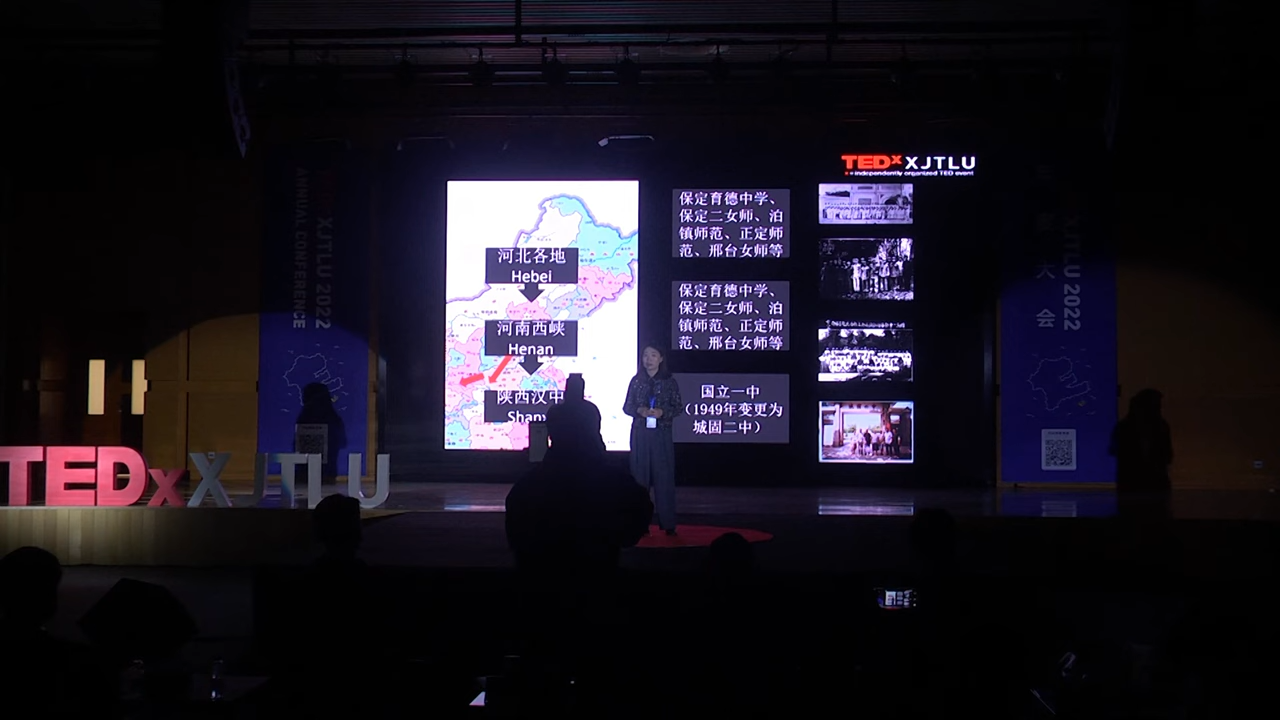 TEDx XJTLU
x = independently organized TED event
河北各地
Hebei
河南西峡
Henan
陕西汉中
保定育德中学、
保定二女师、泊
镇师范、正定师
范、邢台女师等
保定育德中学、
保定二女师、泊
镇师范、正定师
范、邢台女师等
国立一中
（1949年变更为
城固二中）
XJTLU 2022
ANNUAL CONFERENCE
XJTLU 2022
大会
TEDx XJTLU